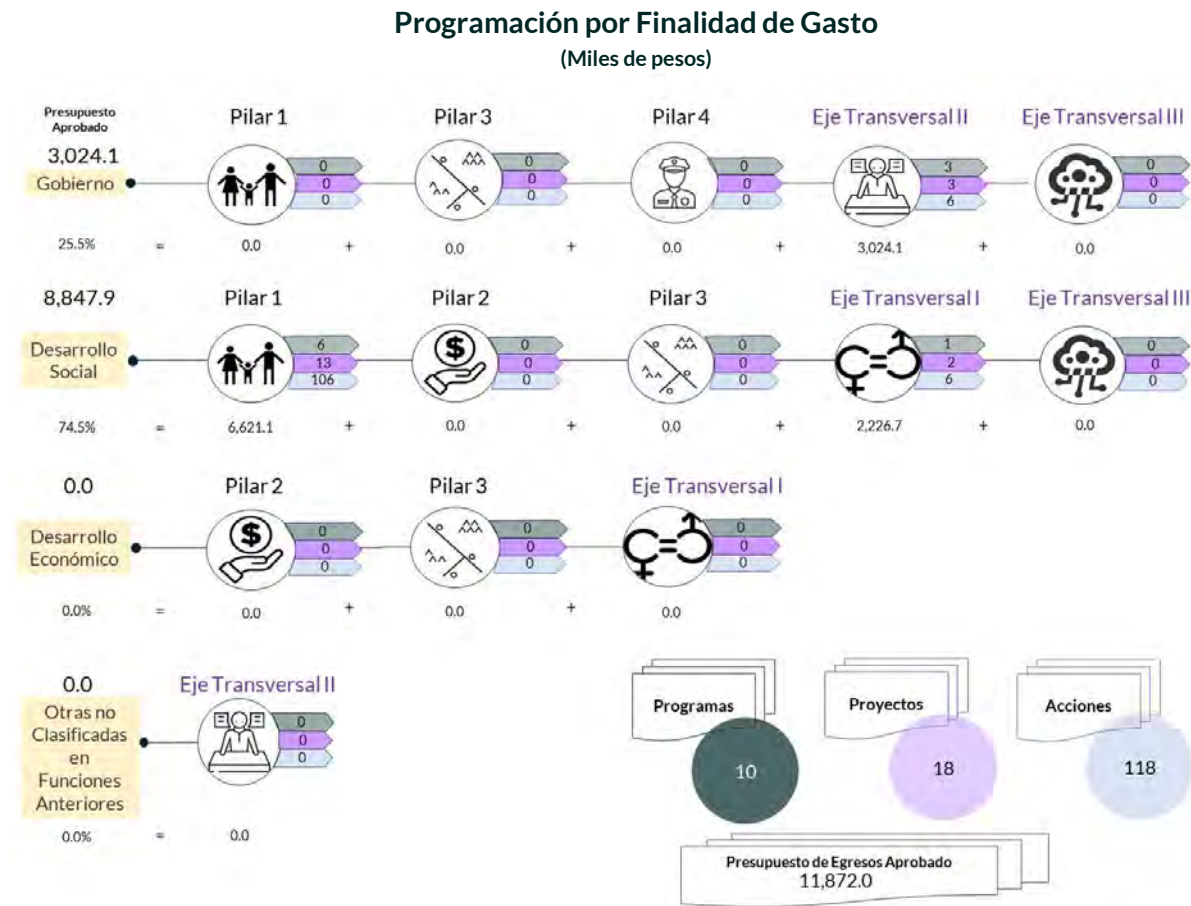 Programación por Finalidad de Gasto
(Miles de pesos)
Presupuesto
Aprobado
3,024.1
Gobierno
Pilar 1
0
0
0
Pilar 3
0
0
0
Pilar 4
0
0
0
Eje Transversal II
3
3
6
Eje Transversal III
0
0
0
25.5% = 0.0 + 0.0 + 0.0 + 3,024.1 + 0.0
8,847.9
Desarrollo
Social
Pilar 1
6
13
106
Pilar 2
$
0
0
0
Pilar 3
0
0
0
Eje Transversal I
1
2
6
Eje Transversal III
0
0
0
74.5% = 6,621.1 + 0.0 + 0.0 + 2,226.7 + 0.0
0.0
Desarrollo
Económico
Pilar 2
$
0
0
0
Pilar 3
0
0
0
Eje Transversal I
0
0
0
0.0% = 0.0 + 0.0 + 0.0
0.0
Otras no
Clasificadas
en
Funciones
Anteriores
Eje Transversal II
0
0
0
0.0% = 0.0
Programas
10
Proyectos
18
Acciones
118
Presupuesto de Egresos Aprobado
11,872.0